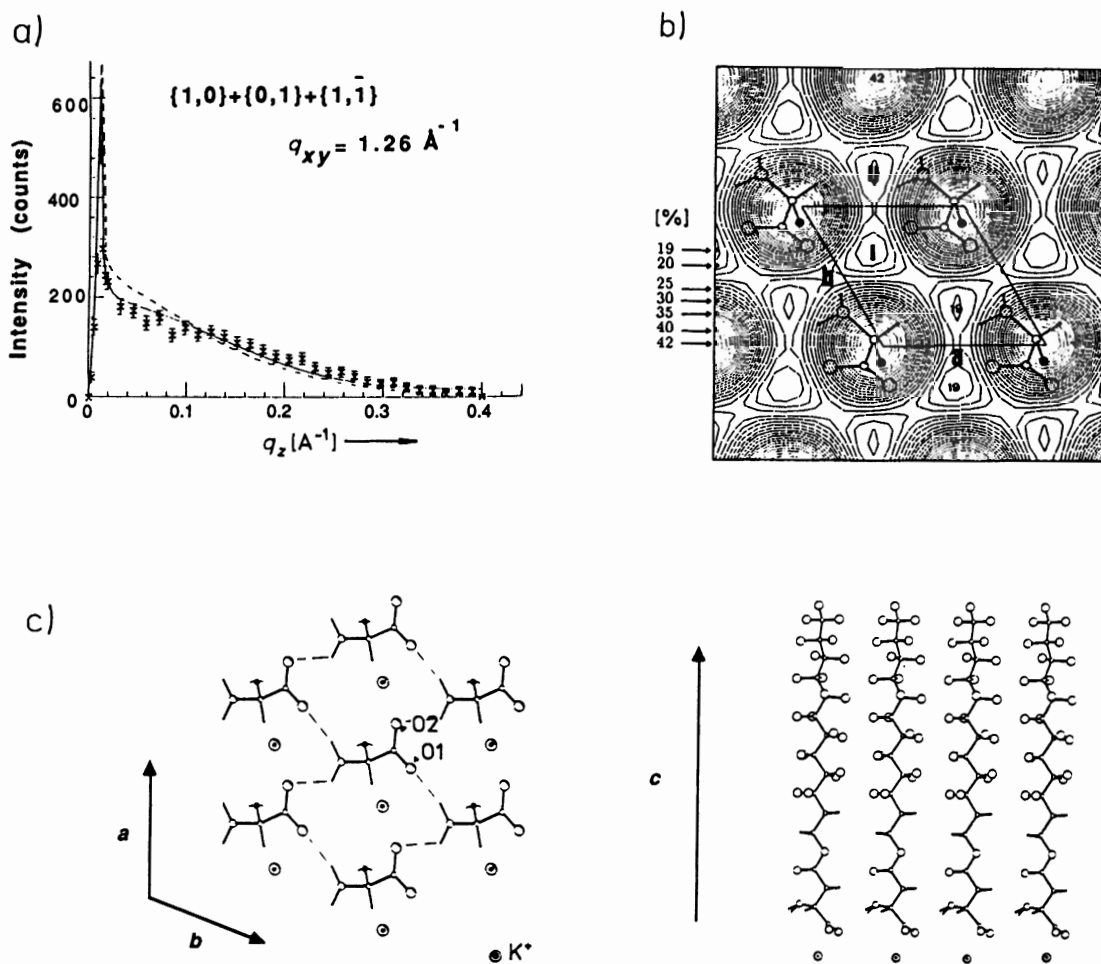 a)
Intensity (counts)
600
400
200
0
{1,0}+{0,1}+{1,1̄}
q_xy = 1.26 Å⁻¹
0 0.1 0.2 0.3 0.4
q_z [A⁻¹]
b)
42
[%]
19
20
25
30
35
40
42
b
19
a
19
c)
O2
O1
a
b
K⁺
c